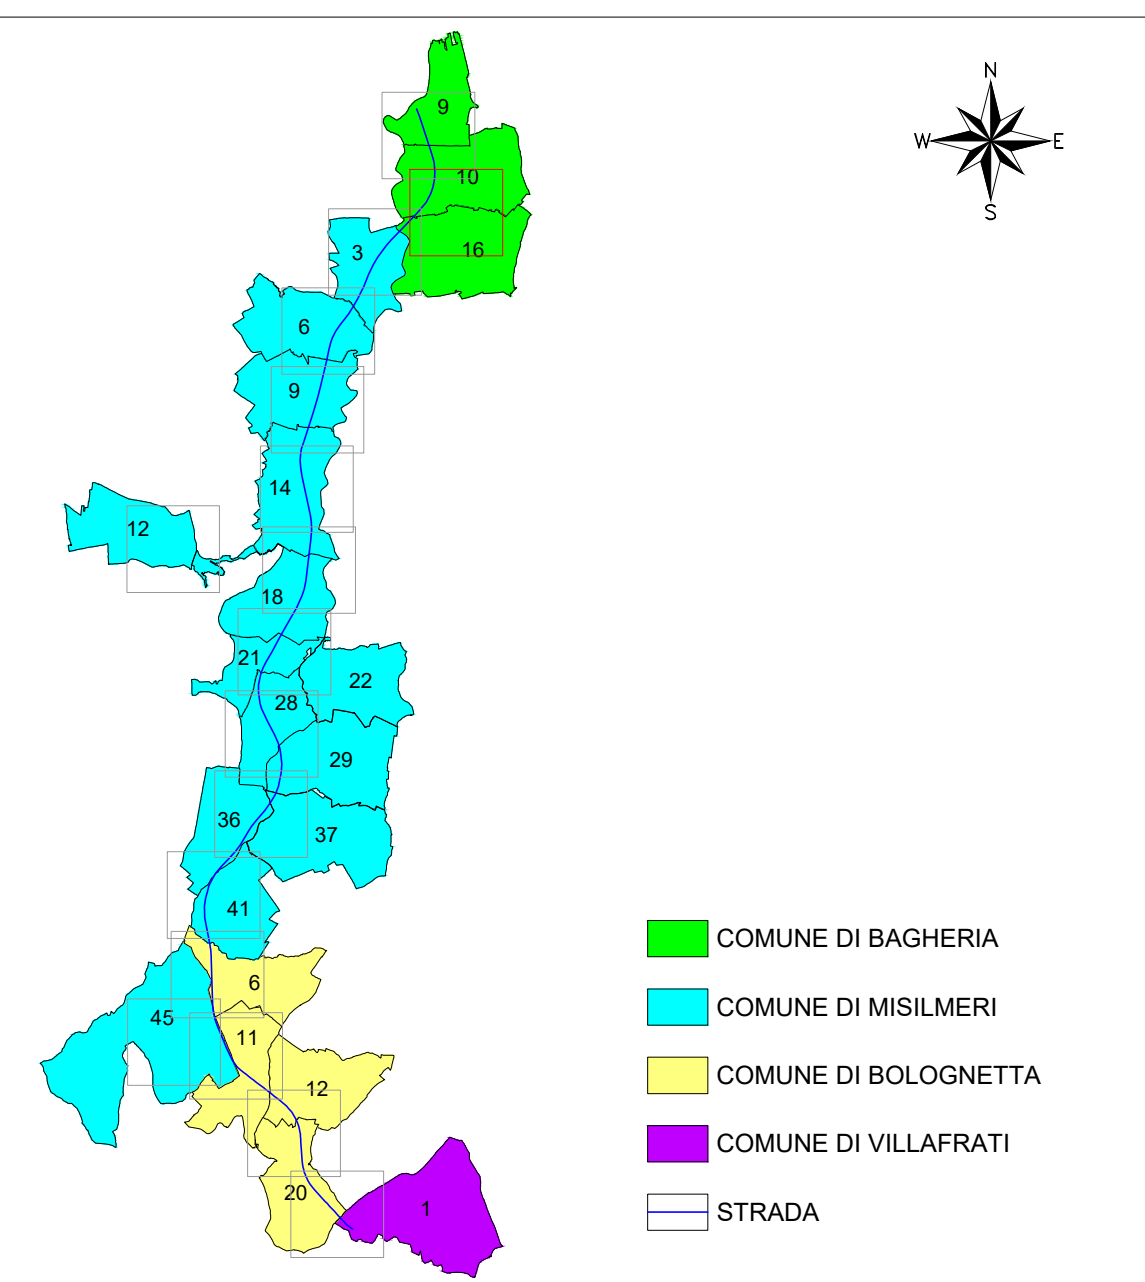 N
W E
S
9
10
16
3
6
9
14
12
18
21
22
28
29
36
37
41
6
45
11
12
20
1
COMUNE DI BAGHERIA
COMUNE DI MISILMERI
COMUNE DI BOLOGNETTA
COMUNE DI VILLAFRATI
STRADA